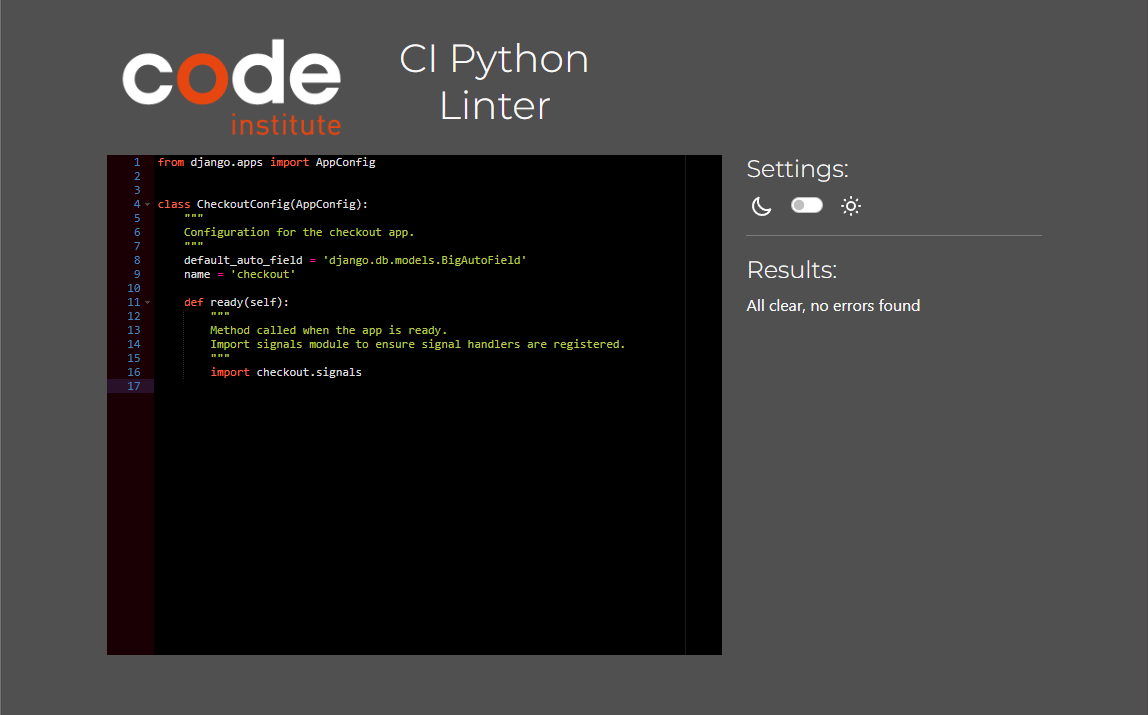 code
institute
CI Python
Linter
1 from django.apps import AppConfig
2
3
4 class CheckoutConfig(AppConfig):
5     """
6     Configuration for the checkout app.
7     """
8     default_auto_field = 'django.db.models.BigAutoField'
9     name = 'checkout'
10
11     def ready(self):
12         """
13         Method called when the app is ready.
14         Import signals module to ensure signal handlers are registered.
15         """
16         import checkout.signals
17
Settings:
Results:
All clear, no errors found